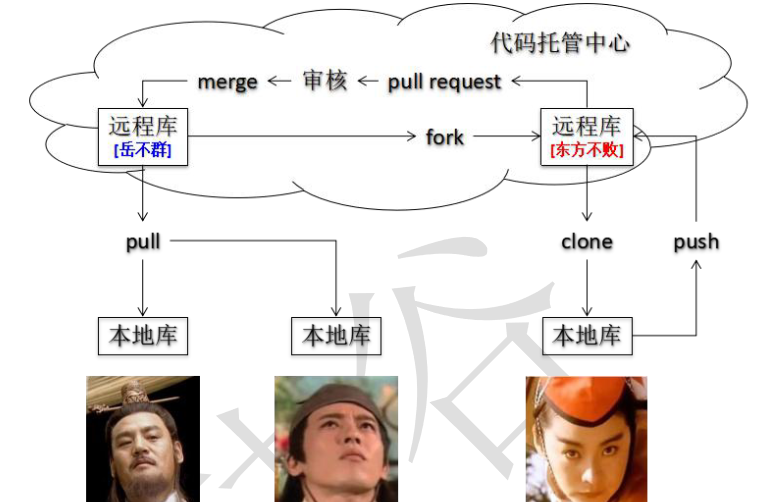 代码托管中心
merge
审核
pull request
远程库
[岳不群]
fork
远程库
[东方不败]
pull
clone
push
本地库
本地库
本地库